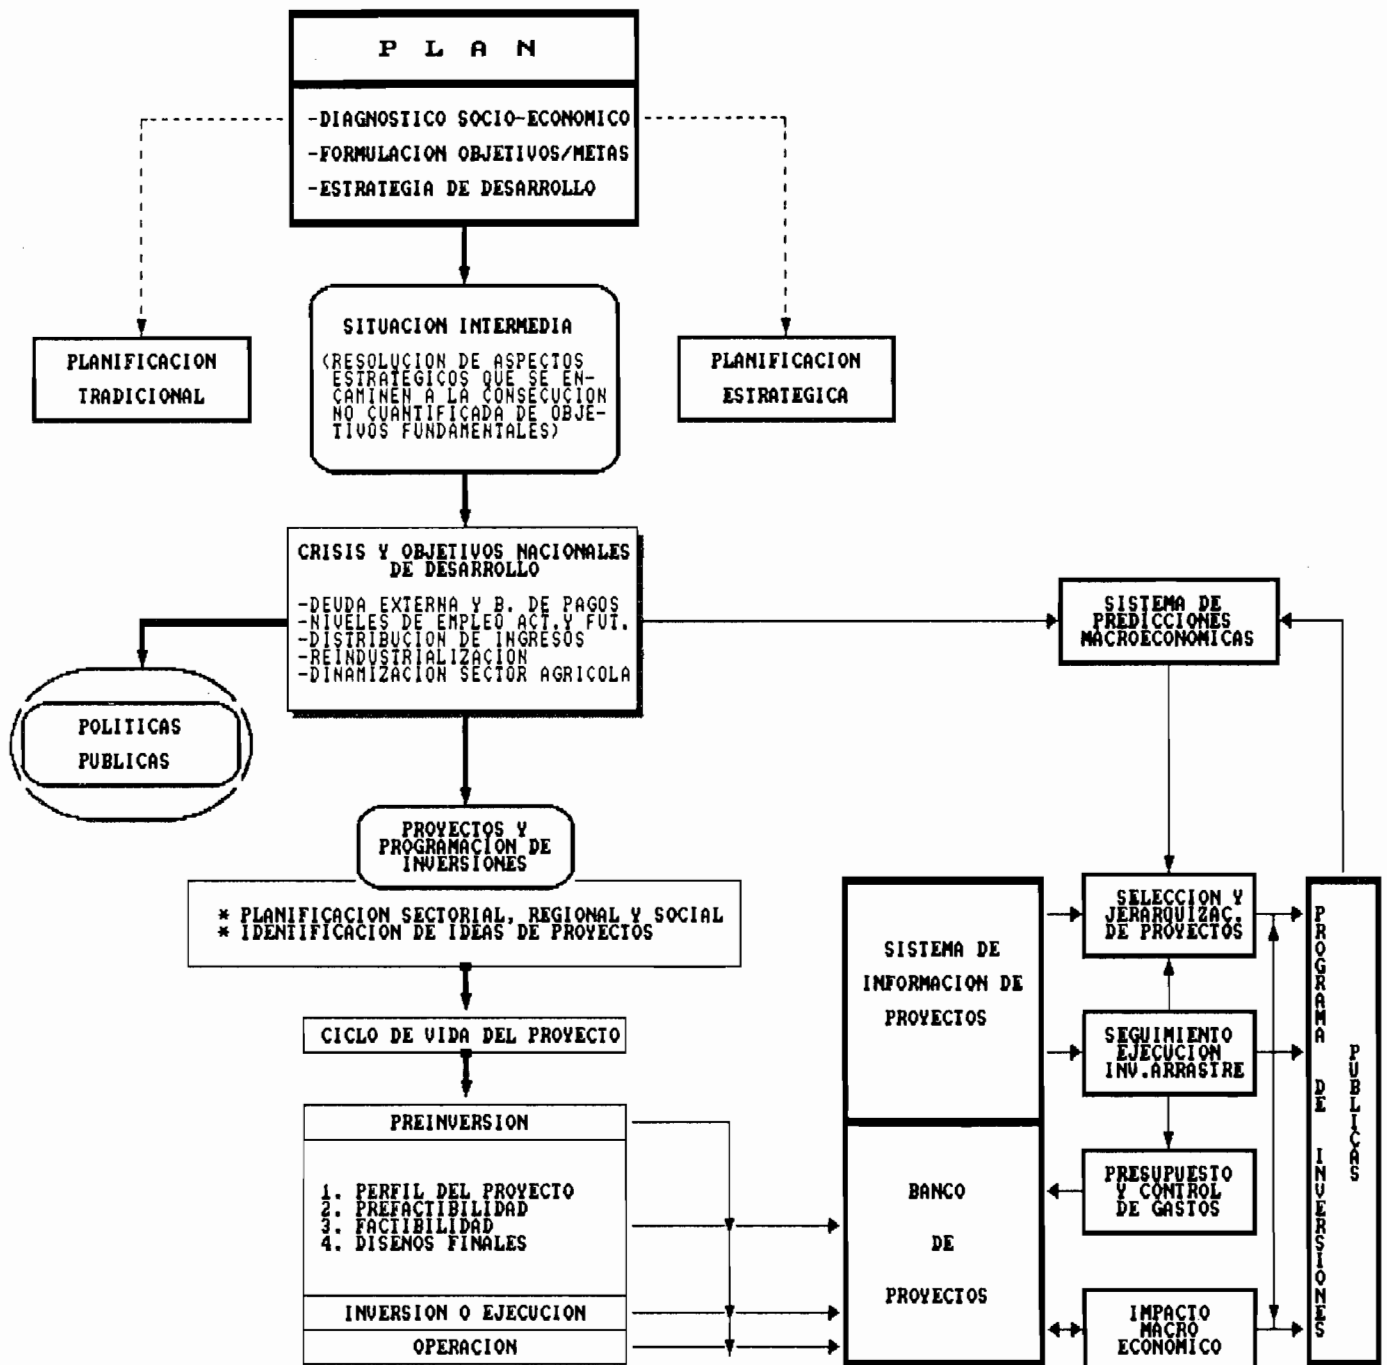 P L A N
-DIAGNOSTICO SOCIO-ECONOMICO
-FORMULACION OBJETIVOS/METAS
-ESTRATEGIA DE DESARROLLO
PLANIFICACION
TRADICIONAL
SITUACION INTERMEDIA
(RESOLUCION DE ASPECTOS
ESTRATEGICOS QUE SE EN-
CAMINEN A LA CONSECUCION
NO CUANTIFICADA DE OBJE-
TIVOS FUNDAMENTALES)
PLANIFICACION
ESTRATEGICA
CRISIS Y OBJETIVOS NACIONALES
DE DESARROLLO
-DEUDA EXTERNA Y B. DE PAGOS
-NIVELES DE EMPLEO ACT.Y FUT.
-DISTRIBUCION DE INGRESOS
-REINDUSTRIALIZACION
-DINAMIZACION SECTOR AGRICOLA
SISTEMA DE
PREDICCIONES
MACROECONOMICAS
POLITICAS
PUBLICAS
PROYECTOS Y
PROGRAMACION DE
INVERSIONES
* PLANIFICACION SECTORIAL, REGIONAL Y SOCIAL
* IDENTIFICACION DE IDEAS DE PROYECTOS
CICLO DE VIDA DEL PROYECTO
PREINVERSION
1. PERFIL DEL PROYECTO
2. PREFACTIBILIDAD
3. FACTIBILIDAD
4. DISENOS FINALES
INVERSION O EJECUCION
OPERACION
SISTEMA DE
INFORMACION DE
PROYECTOS
BANCO
DE
PROYECTOS
SELECCION Y
JERARQUIZAC.
DE PROYECTOS
SEGUIMIENTO
EJECUCION
INV.ARRASTRE
PRESUPUESTO
Y CONTROL
DE GASTOS
IMPACTO
MACRO
ECONOMICO
PROGRAMA DE INVERSIONES
PUBLICAS